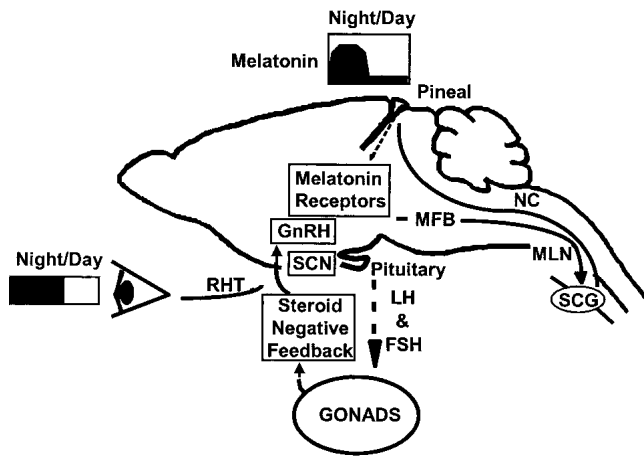 Night/Day
Melatonin
Pineal
Melatonin
Receptors
NC
MFB
GnRH
MLN
Night/Day
SCN
Pituitary
RHT
SCG
Steroid
Negative
Feedback
LH
&
FSH
GONADS